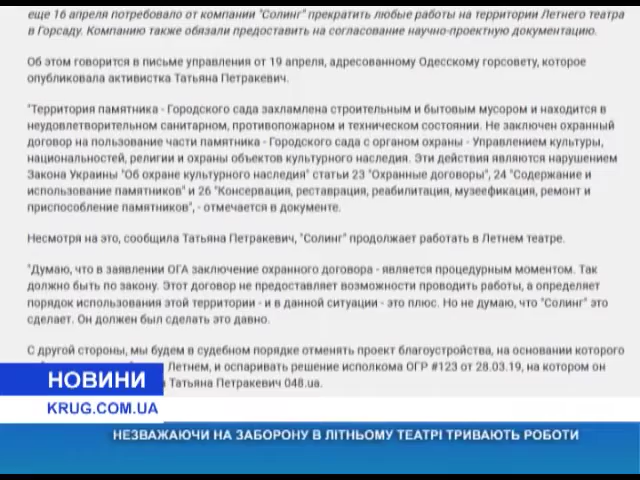 еще 16 апреля потребовало от компании "Солинг" прекратить любые работы на территории Летнего театра
в Горсаду. Компанию также обязали предоставить на согласование научно-проектную документацию.
Об этом говорится в письме управления от 19 апреля, адресованному Одесскому горсовету, которое
опубликовала активистка Татьяна Петракевич.
"Территория памятника - Городского сада захламлена строительным и бытовым мусором и находится в
неудовлетворительном санитарном, противопожарном и техническом состоянии. Не заключен охранный
договор на пользование части памятника - Городского сада с органом охраны - Управлением культуры,
национальностей, религии и охраны объектов культурного наследия. Эти действия являются нарушением
Закона Украины "Об охране культурного наследия" статьи 23 "Охранные договоры", 24 "Содержание и
использование памятников" и 26 "Консервация, реставрация, реабилитация, музеефикация, ремонт и
приспособление памятников", - отмечается в документе.
Несмотря на это, сообщила Татьяна Петракевич, "Солинг" продолжает работать в Летнем театре.
"Думаю, что в заявлении ОГА заключение охранного договора - является процедурным моментом. Так
должно быть по закону. Этот договор не предоставляет возможности проводить работы, а определяет
порядок использования этой территории - и в данной ситуации - это плюс. Но не думаю, что "Солинг" это
сделает. Он должен был сделать это давно.
С другой стороны, мы будем в судебном порядке отменять проект благоустройства, на основании которого
Летнем, и оспаривать решение исполкома ОГР #123 от 28.03.19, на котором он
Татьяна Петракевич 048.ua.
НОВИНИ
KRUG.COM.UA
НЕЗВАЖАЮЧИ НА ЗАБОРОНУ В ЛІТНЬОМУ ТЕАТРІ ТРИВАЮТЬ РОБОТИ